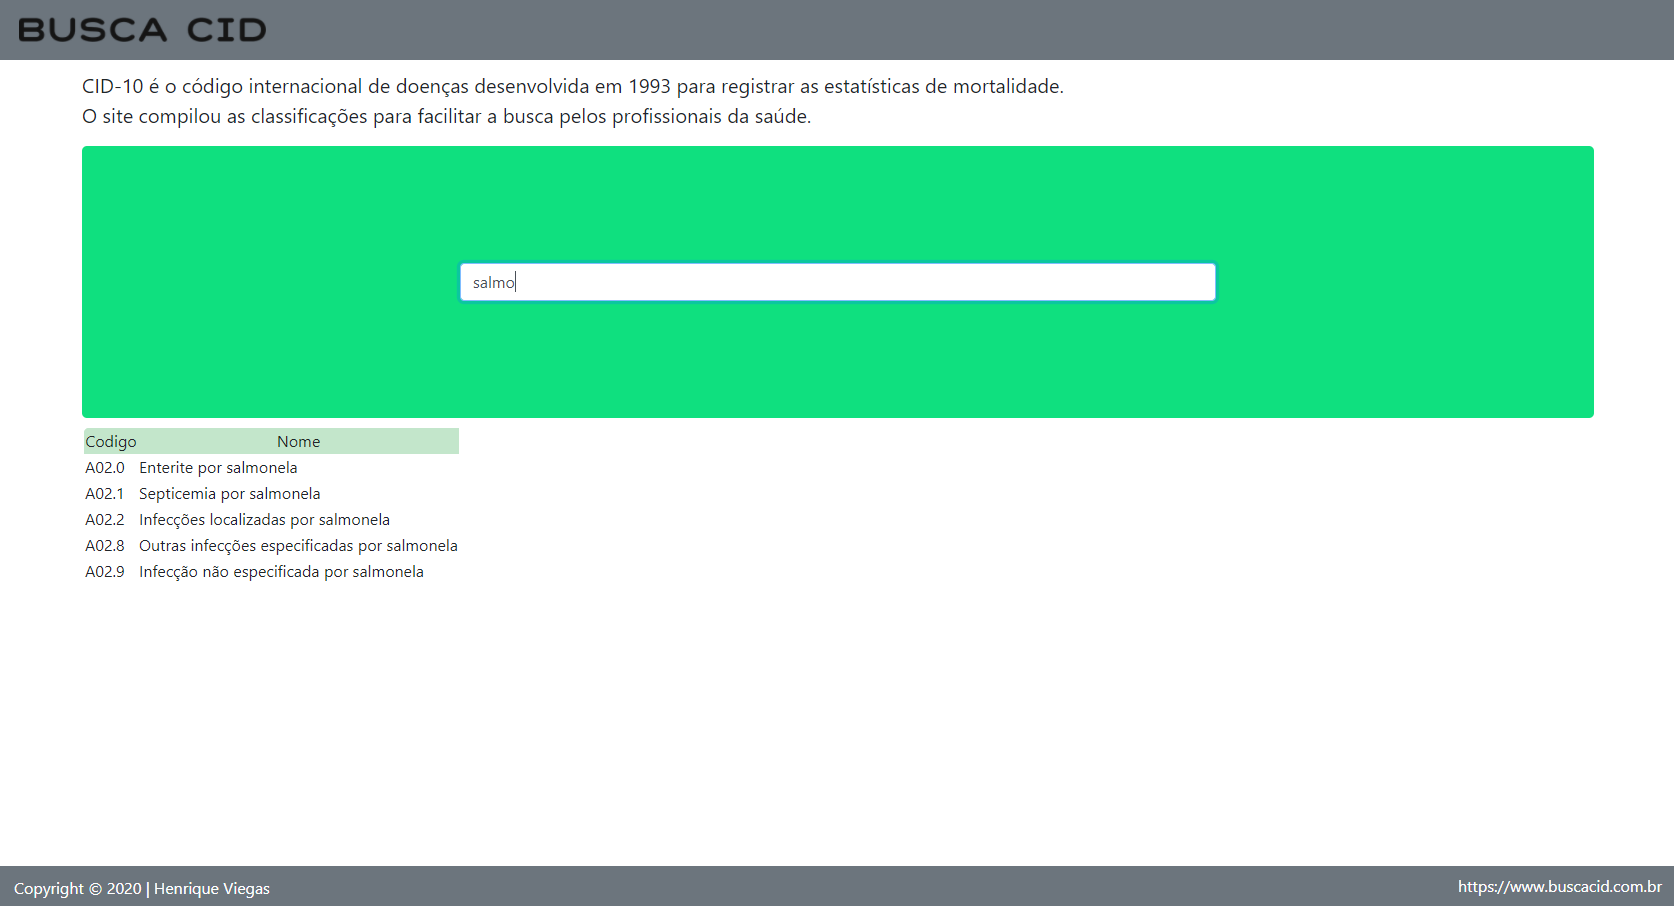 BUSCA CID
CID-10 é o código internacional de doenças desenvolvida em 1993 para registrar as estatísticas de mortalidade.
O site compilou as classificações para facilitar a busca pelos profissionais da saúde.
salmo
Codigo Nome
A02.0 Enterite por salmonela
A02.1 Septicemia por salmonela
A02.2 Infecções localizadas por salmonela
A02.8 Outras infecções especificadas por salmonela
A02.9 Infecção não especificada por salmonela
Copyright © 2020 | Henrique Viegas
https://www.buscacid.com.br